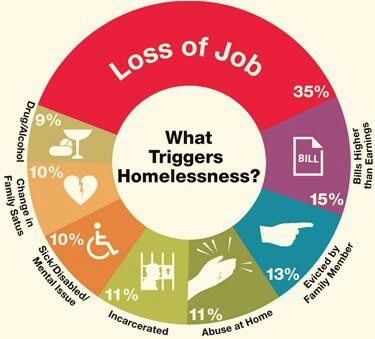 What
Triggers
Homelessness?
Loss of Job
35%
BILL
15%
Bills Higher
than Earnings
13%
Evicted by
Family Member
11%
Abuse at Home
11%
Incarcerated
10%
Sick/Disabled/
Mental Issue
10%
Change in
Family Satus
9%
Drug/Alcohol